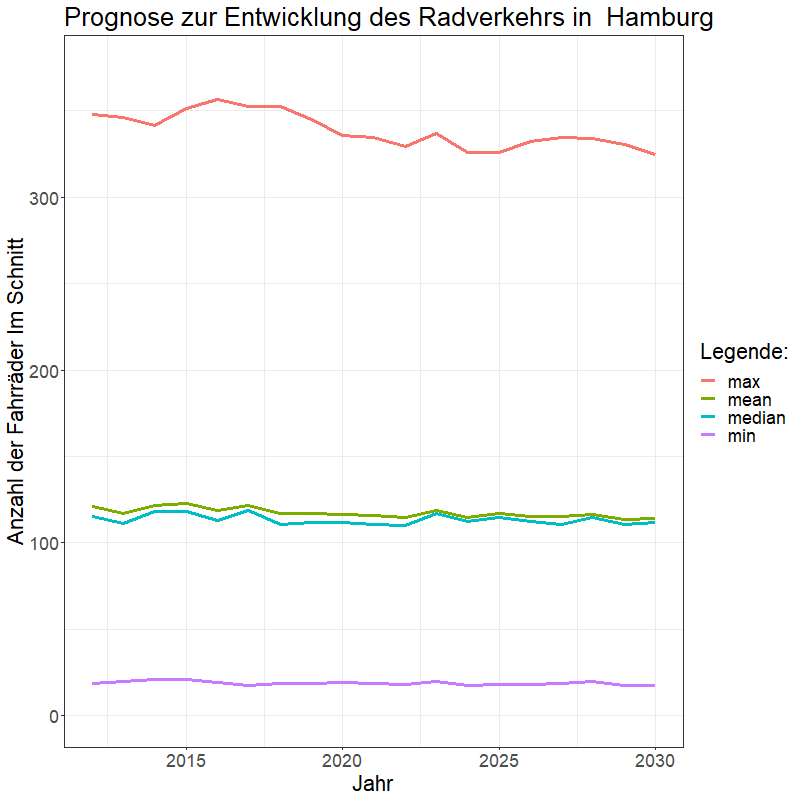 Prognose zur Entwicklung des Radverkehrs in  Hamburg
Anzahl der Fahrräder Im Schnitt
300
200
100
0
2015
2020
2025
2030
Jahr
Legende:
max
mean
median
min